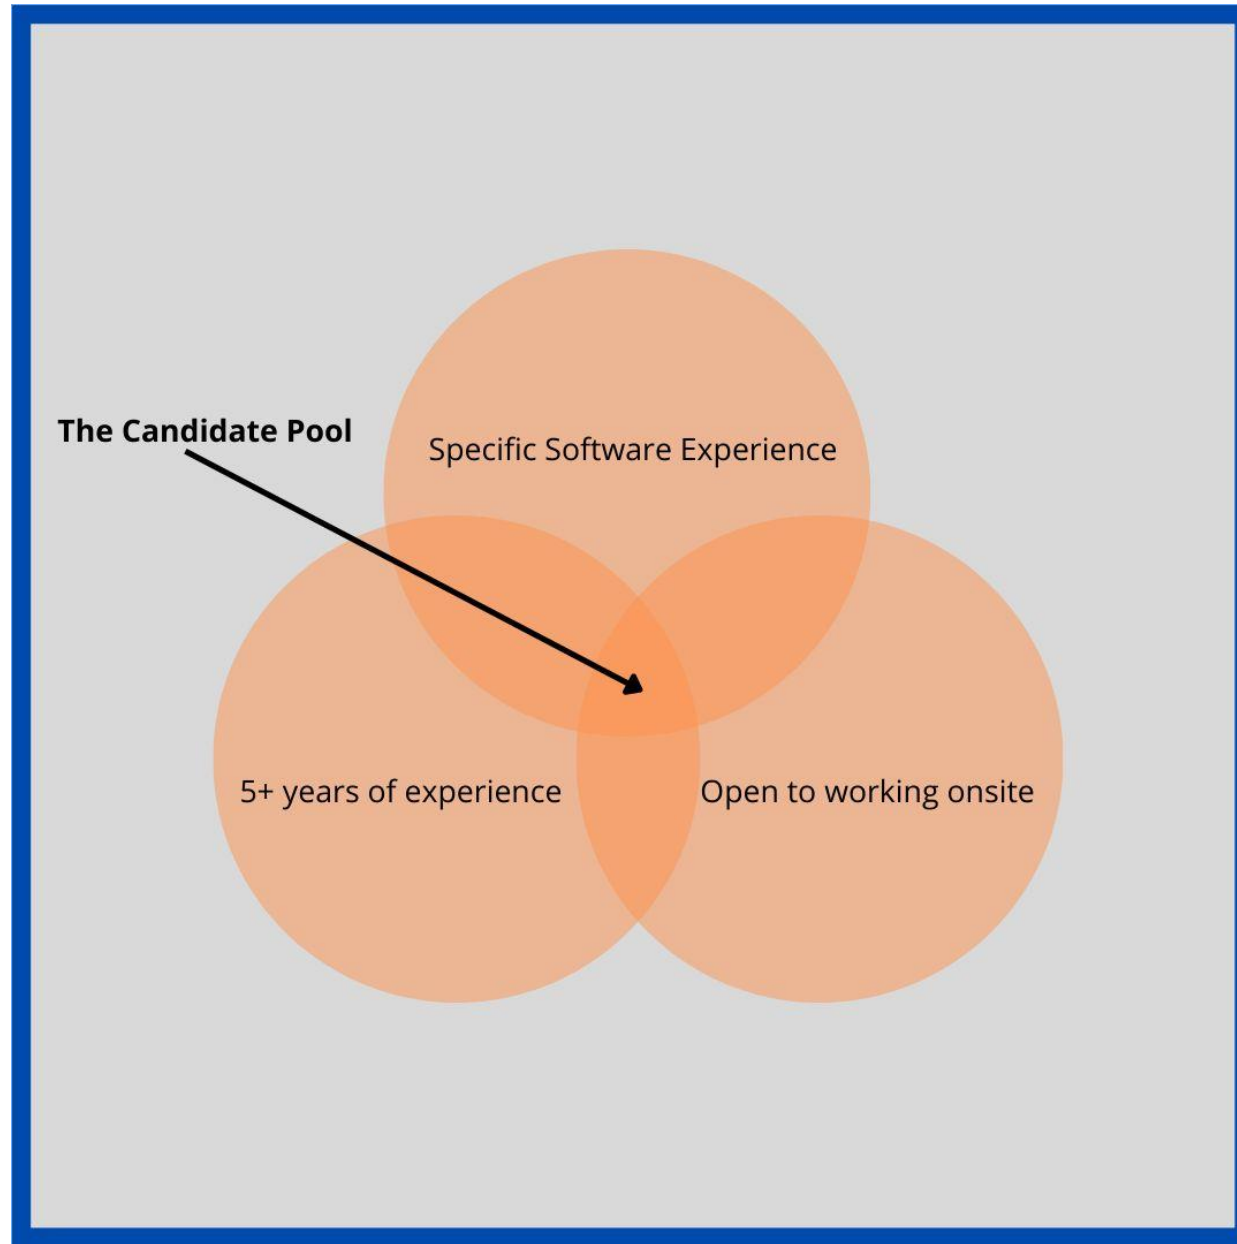 The Candidate Pool
Specific Software Experience
5+ years of experience
Open to working onsite